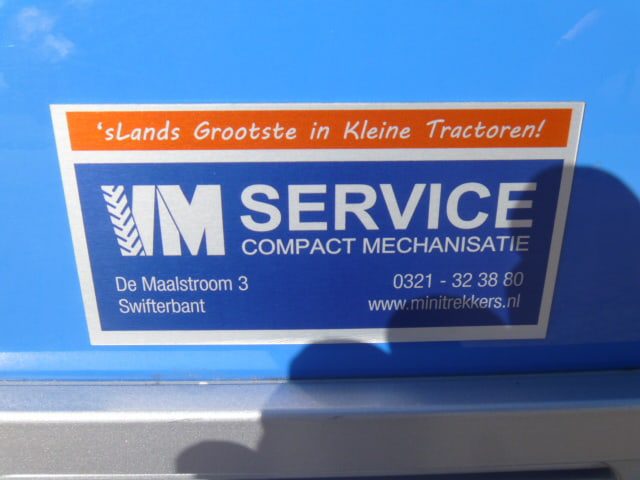 'sLands Grootste in Kleine Tractoren!
VM SERVICE
COMPACT MECHANISATIE
De Maalstroom 3
Swifterbant
0321 - 32 38 80
www.minitrekkers.nl